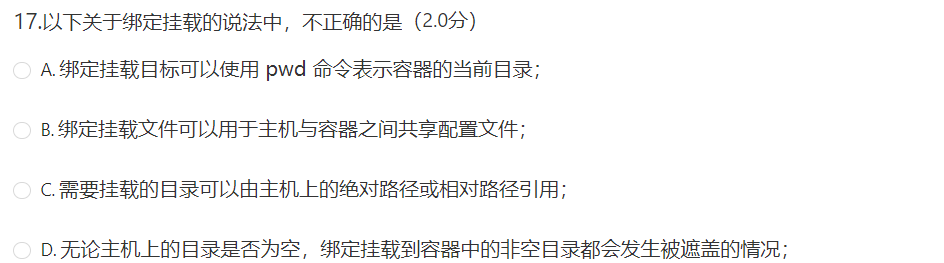 17.以下关于绑定挂载的说法中，不正确的是（2.0分）
A. 绑定挂载目标可以使用 pwd 命令表示容器的当前目录；
B. 绑定挂载文件可以用于主机与容器之间共享配置文件；
C. 需要挂载的目录可以由主机上的绝对路径或相对路径引用；
D. 无论主机上的目录是否为空，绑定挂载到容器中的非空目录都会发生被遮盖的情况；